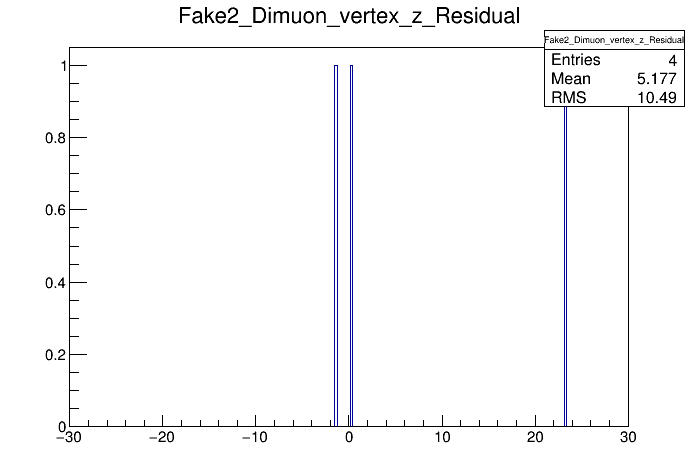 Fake2_Dimuon_vertex_z_Residual
Fake2_Dimuon_vertex_z_Residual
Entries 4
Mean 5.177
RMS 10.49
1
0.8
0.6
0.4
0.2
0
−30 −20 −10 0 10 20 30